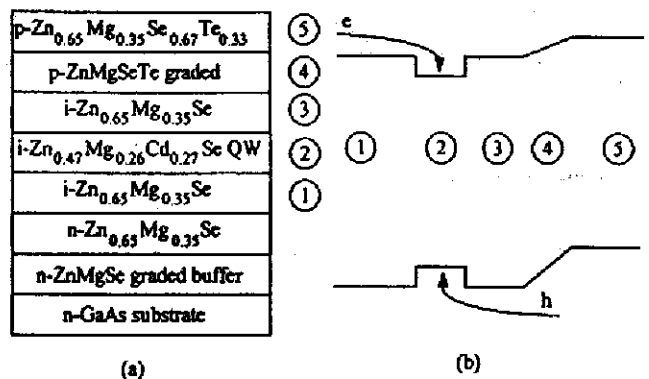 p-Zn0.65Mg0.35Se0.67Te0.33
p-ZnMgSeTe graded
i-Zn0.65Mg0.35Se
i-Zn0.47Mg0.26Cd0.27Se QW
i-Zn0.65Mg0.35Se
n-Zn0.65Mg0.35Se
n-ZnMgSe graded buffer
n-GaAs substrate
(a)
5
4
3
2
1
e
1 2 3 4 5
h
(b)